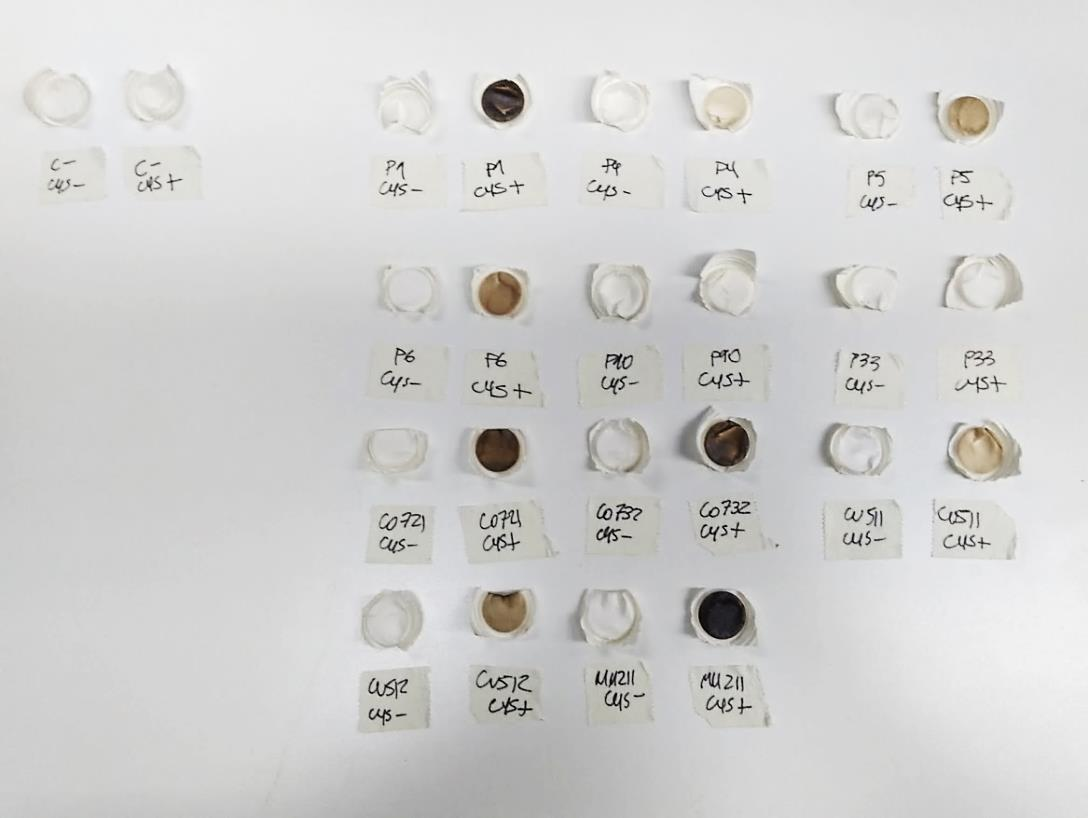 C-
cys-
C-
cys+
P1
cys-
P1
cys+
P4
cys-
P4
cys+
P5
cys-
P5
cys+
P6
cys-
P6
cys+
P10
cys-
P10
cys+
P33
cys-
P33
cys+
CO721
cys-
CO721
cys+
CO732
cys-
CO732
cys+
CU511
cys-
CU511
cys+
CU512
cys-
CU512
cys+
MU211
cys-
MU211
cys+